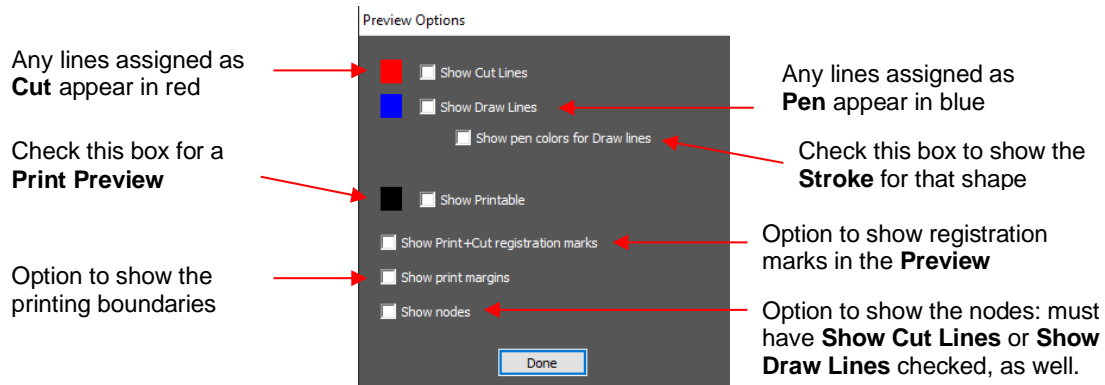 Preview Options
Any lines assigned as
Cut appear in red
Show Cut Lines
Show Draw Lines
Any lines assigned as
Pen appear in blue
Show pen colors for Draw lines
Check this box to show the
Stroke for that shape
Check this box for a
Print Preview
Show Printable
Show Print+Cut registration marks
Option to show registration
marks in the Preview
Option to show the
printing boundaries
Show print margins
Show nodes
Option to show the nodes: must
have Show Cut Lines or Show
Draw Lines checked, as well.
Done